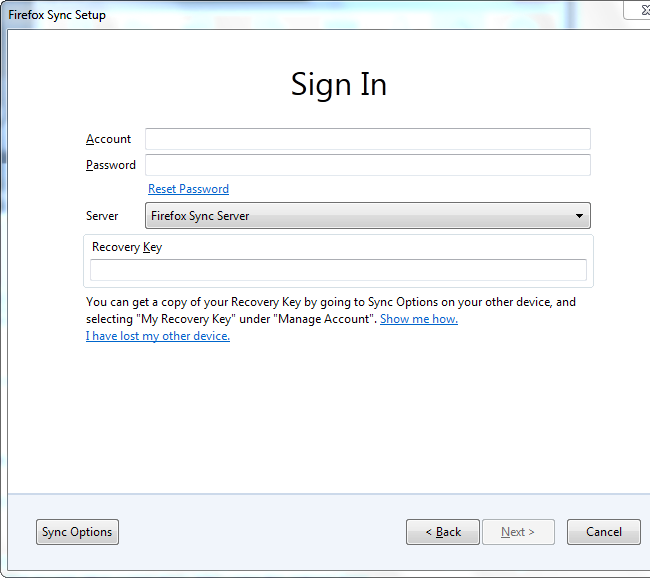 Firefox Sync Setup
Sign In
Account
Password
Reset Password
Server
Firefox Sync Server
Recovery Key
You can get a copy of your Recovery Key by going to Sync Options on your other device, and
selecting "My Recovery Key" under "Manage Account". Show me how.
I have lost my other device.
Sync Options
< Back
Next >
Cancel